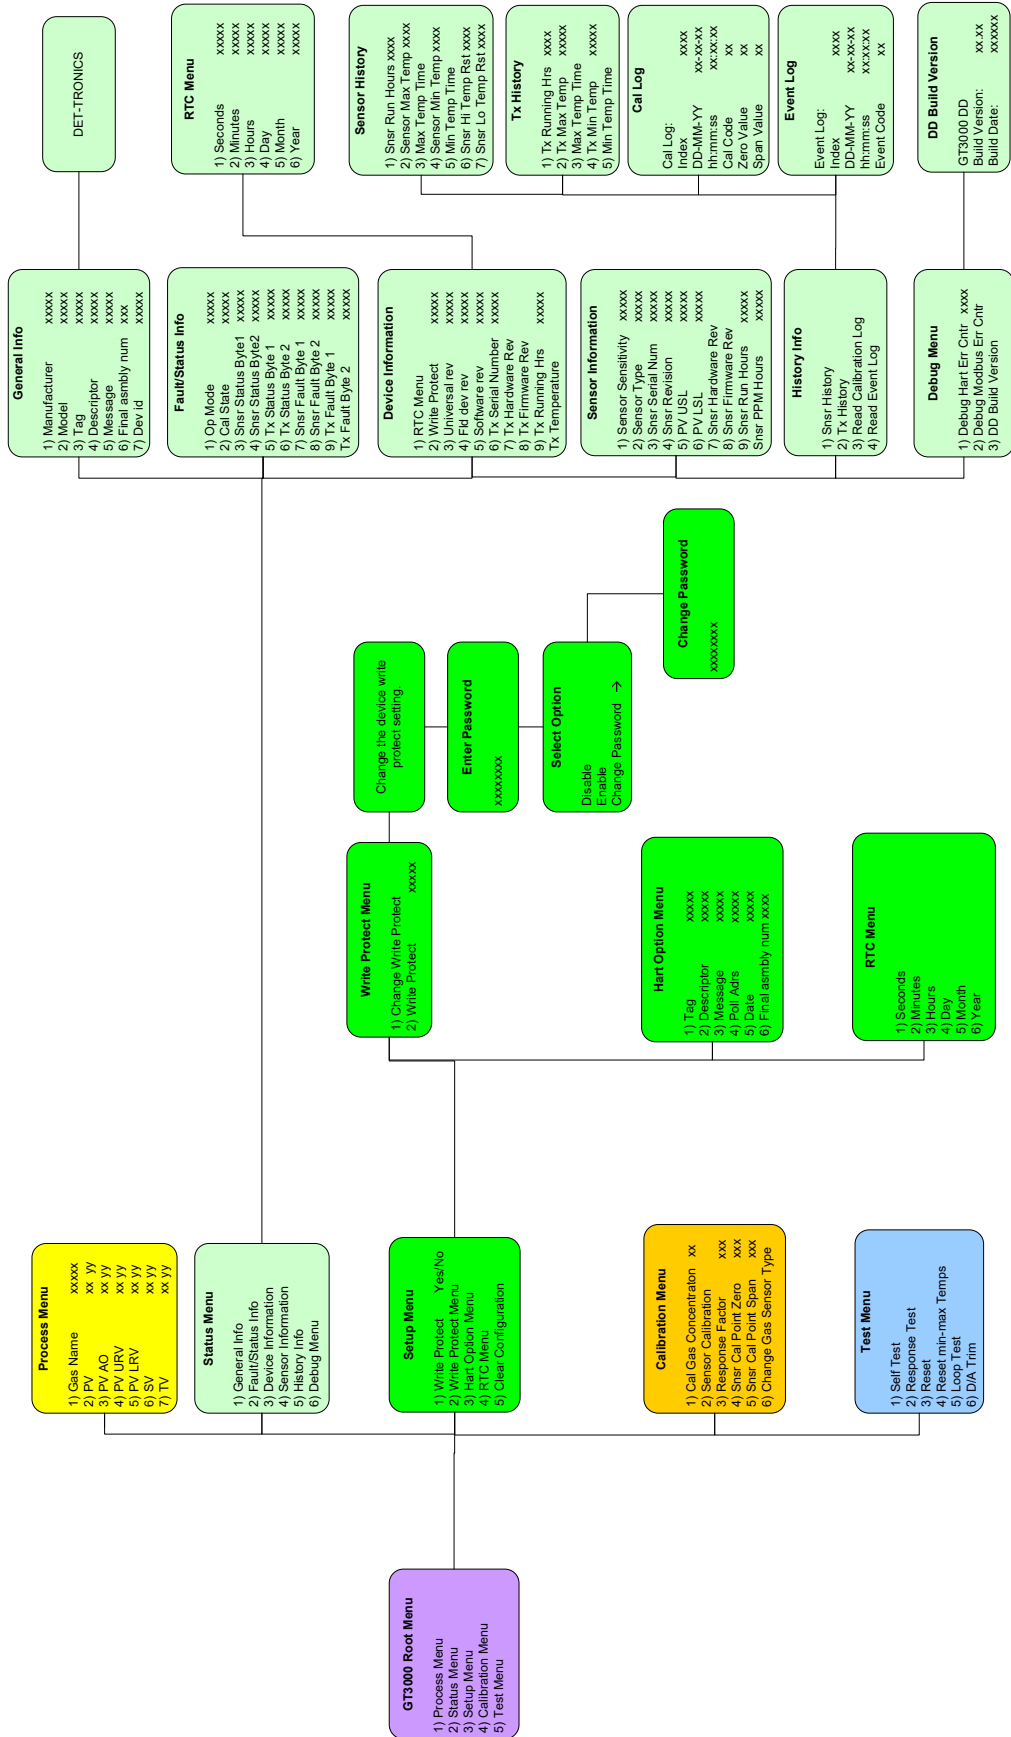 GT3000 Root Menu
1) Process Menu
2) Status Menu
3) Setup Menu
4) Calibration Menu
5) Test Menu
Process Menu
1) Gas Name xxxxx
2) PV xx yy
3) PV AO xx yy
4) PV URV xx yy
5) PV LRV xx yy
6) SV xx yy
7) TV xx yy
Status Menu
1) General Info
2) Fault/Status Info
3) Device Information
4) Sensor Information
5) History Info
6) Debug Menu
Setup Menu
1) Write Protect Yes/No
2) Write Protect Menu
3) Hart Option Menu
4) RTC Menu
5) Clear Configuration
Calibration Menu
1) Cal Gas Concentraton xx
2) Sensor Calibration
3) Response Factor xxx
4) Snsr Cal Point Zero xxx
5) Snsr Cal Point Span xxx
6) Change Gas Sensor Type
Test Menu
1) Self Test
2) Response Test
3) Reset
4) Reset min-max Temps
5) Loop Test
6) D/A Trim
Write Protect Menu
1) Change Write Protect
2) Write Protect xxxxx
Hart Option Menu
1) Tag xxxxx
2) Descriptor xxxxx
3) Message xxxxx
4) Poll Adrs xxxxx
5) Date xxxxx
6) Final asmbly num xxxx
RTC Menu
1) Seconds
2) Minutes
3) Hours
4) Day
5) Month
6) Year
Change the device write
protect setting.
Enter Password
xxxxxxxx
Select Option
Disable
Enable
Change Password →
Change Password
xxxxxxxx
General Info
1) Manufacturer xxxxx
2) Model xxxxx
3) Tag xxxxx
4) Descriptor xxxxx
5) Message xxxxx
6) Final asmbly num xxx
7) Dev id xxxxx
Fault/Status Info
1) Op Mode xxxxx
2) Cal State xxxxx
3) Snsr Status Byte1 xxxxx
4) Snsr Status Byte2 xxxxx
5) Tx Status Byte 1 xxxxx
6) Tx Status Byte 2 xxxxx
7) Snsr Fault Byte 1 xxxxx
8) Snsr Fault Byte 2 xxxxx
9) Tx Fault Byte 1 xxxxx
Tx Fault Byte 2 xxxxx
Device Information
1) RTC Menu
2) Write Protect xxxxx
3) Universal rev xxxxx
4) Fld dev rev xxxxx
5) Software rev xxxxx
6) Tx Serial Number xxxxx
7) Tx Hardware Rev
8) Tx Firmware Rev
9) Tx Running Hrs xxxxx
Tx Temperature
Sensor Information
1) Sensor Sensitivity xxxxx
2) Sensor Type xxxxx
3) Snsr Serial Num xxxxx
4) Snsr Revision xxxxx
5) PV USL xxxxx
6) PV LSL xxxxx
7) Snsr Hardware Rev
8) Snsr Firmware Rev
9) Snsr Run Hours xxxxx
Snsr PPM Hours xxxxx
History Info
1) Snsr History
2) Tx History
3) Read Calibration Log
4) Read Event Log
Debug Menu
1) Debug Hart Err Cntr xxxx
2) Debug Modbus Err Cntr
3) DD Build Version
DET-TRONICS
RTC Menu
1) Seconds xxxxx
2) Minutes xxxxx
3) Hours xxxxx
4) Day xxxxx
5) Month xxxxx
6) Year xxxxx
Sensor History
1) Snsr Run Hours xxxx
2) Sensor Max Temp xxxx
3) Max Temp Time
4) Sensor Min Temp xxxx
5) Min Temp Time
6) Snsr Hi Temp Rst xxxx
7) Snsr Lo Temp Rst xxxx
Tx History
1) Tx Running Hrs xxxx
2) Tx Max Temp xxxxx
3) Max Temp Time
4) Tx Min Temp xxxxx
5) Min Temp Time
Cal Log
Cal Log:
Index xxxx
DD-MM-YY xx-xx-xx
hh:mm:ss xx:xx:xx
Cal Code xx
Zero Value xx
Span Value xx
Event Log
Event Log:
Index xxxx
DD-MM-YY xx-xx-xx
hh:mm:ss xx:xx:xx
Event Code xx
DD Build Version
GT3000 DD
Build Version: xx.xx
Build Date: xxxxxx